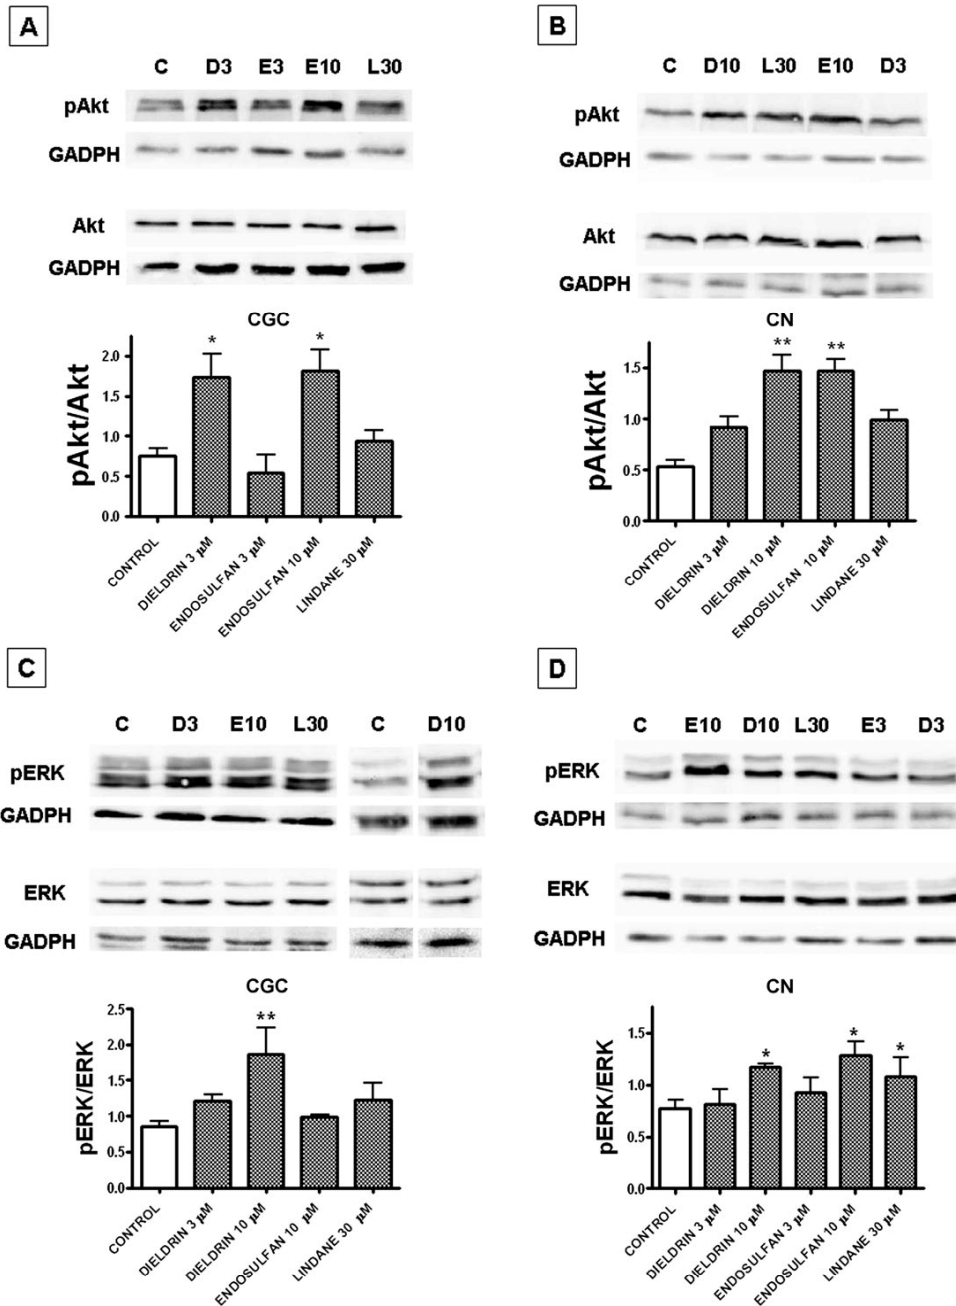 A
C D3 E3 E10 L30
pAkt
GADPH
Akt
GADPH
CGC
pAkt/Akt
2.0
1.5
1.0
0.5
0.0
* *
CONTROL
DIELDRIN 3 µM
ENDOSULFAN 3 µM
ENDOSULFAN 10 µM
LINDANE 30 µM
B
C D10 L30 E10 D3
pAkt
GADPH
Akt
GADPH
CN
pAkt/Akt
1.5
1.0
0.5
0.0
** **
CONTROL
DIELDRIN 3 µM
DIELDRIN 10 µM
ENDOSULFAN 10 µM
LINDANE 30 µM
C
C D3 E10 L30 C D10
pERK
GADPH
ERK
GADPH
CGC
pERK/ERK
2.5
2.0
1.5
1.0
0.5
0.0
**
CONTROL
DIELDRIN 3 µM
DIELDRIN 10 µM
ENDOSULFAN 10 µM
LINDANE 30 µM
D
C E10 D10 L30 E3 D3
pERK
GADPH
ERK
GADPH
CN
pERK/ERK
1.5
1.0
0.5
0.0
* * *
CONTROL
DIELDRIN 3 µM
DIELDRIN 10 µM
ENDOSULFAN 3 µM
ENDOSULFAN 10 µM
LINDANE 30 µM